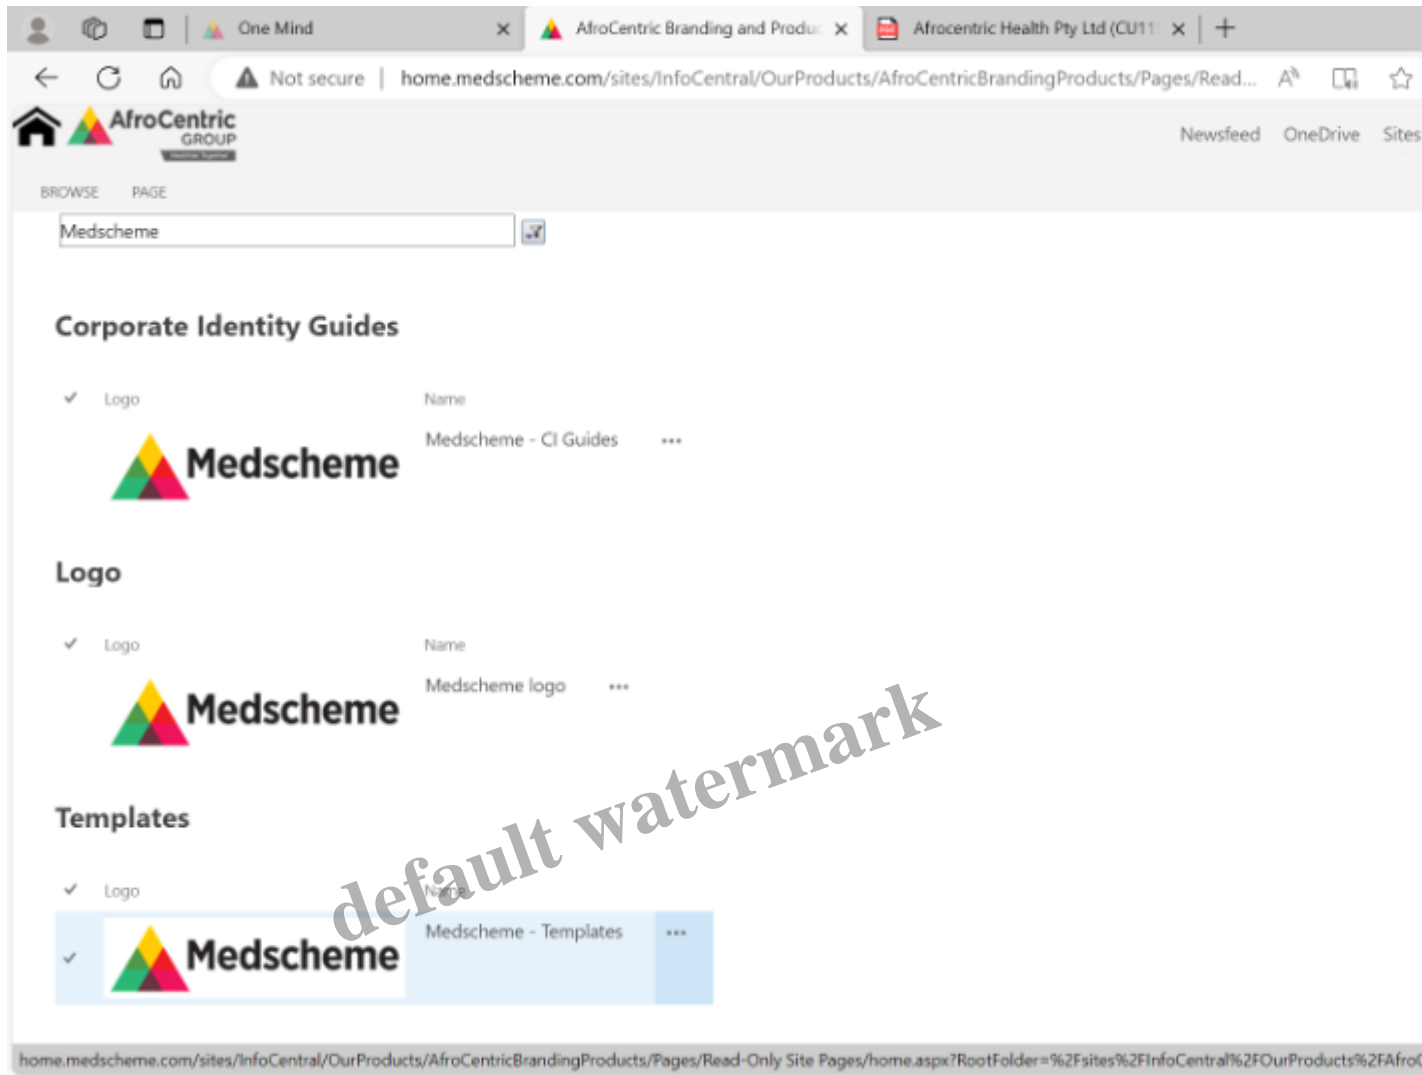 One Mind
AfroCentric Branding and Produc
Afrocentric Health Pty Ltd (CU11
Not secure | home.medscheme.com/sites/InfoCentral/OurProducts/AfroCentricBrandingProducts/Pages/Read...
AfroCentric
GROUP
Newsfeed OneDrive Sites
BROWSE PAGE
Medscheme
Corporate Identity Guides
Logo Name
Medscheme Medscheme - CI Guides ...
Logo
Logo Name
Medscheme Medscheme logo ...
Templates
Logo Name
Medscheme Medscheme - Templates ...
default watermark
home.medscheme.com/sites/InfoCentral/OurProducts/AfroCentricBrandingProducts/Pages/Read-Only Site Pages/home.aspx?RootFolder=%2Fsites%2FInfoCentral%2FOurProducts%2FAfroC